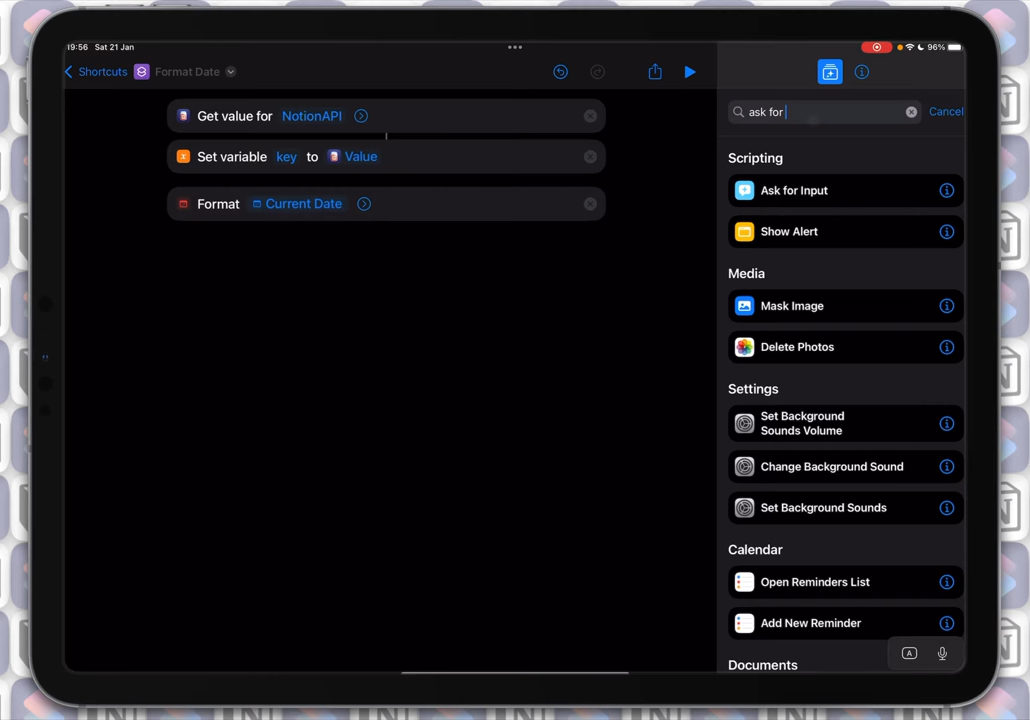 19:56 Sat 21 Jan
96%
Shortcuts
Format Date
Get value for NotionAPI
Set variable key to Value
Format Current Date
ask for
Cancel
Scripting
Ask for Input
Show Alert
Media
Mask Image
Delete Photos
Settings
Set Background
Sounds Volume
Change Background Sound
Set Background Sounds
Calendar
Open Reminders List
Add New Reminder
A
Documents